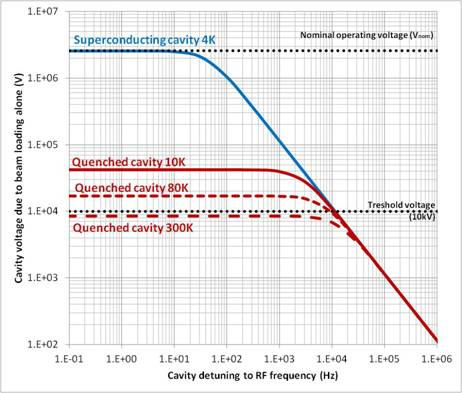 1.E+07
Superconducting cavity 4K
Nominal operating voltage (Vnom)
1.E+06
Cavity voltage due to beam loading alone (V)
1.E+05
Quenched cavity 10K
Quenched cavity 80K
Treshold voltage
1.E+04
(10kV)
Quenched cavity 300K
1.E+03
1.E+02
1.E-01 1.E+00 1.E+01 1.E+02 1.E+03 1.E+04 1.E+05 1.E+06
Cavity detuning to RF frequency (Hz)